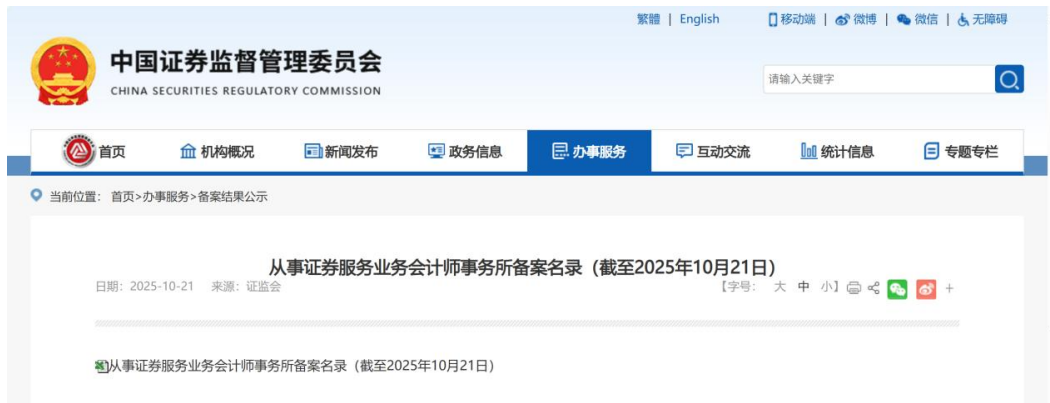 繁體 | English 移动端 | 微博 | 微信 | 无障碍
中国证券监督管理委员会
CHINA SECURITIES REGULATORY COMMISSION
请输入关键字
首页 机构概况 新闻发布 政务信息 办事服务 互动交流 统计信息 专题专栏
当前位置： 首页>办事服务>备案结果公示
从事证券服务业务会计师事务所备案名录（截至2025年10月21日）
日期：2025-10-21 来源：证监会 【字号： 大 中 小】
从事证券服务业务会计师事务所备案名录（截至2025年10月21日）